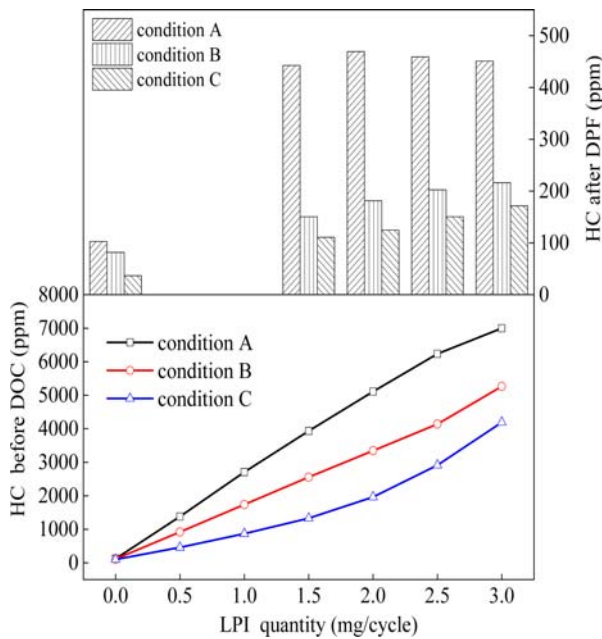 condition A
condition B
condition C
500
400
300
200
100
0
HC after DPF (ppm)
8000
7000
6000
5000
4000
3000
2000
1000
0
HC before DOC (ppm)
condition A
condition B
condition C
0.0 0.5 1.0 1.5 2.0 2.5 3.0
LPI quantity (mg/cycle)